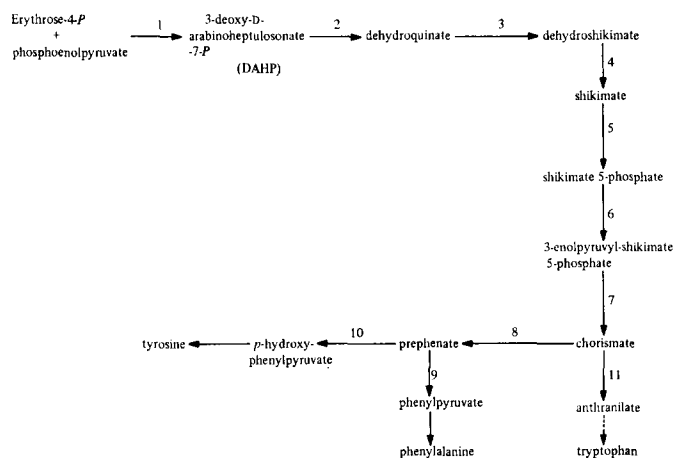 Erythrose-4-P
+
phosphoenolpyruvate
1
3-deoxy-D-
arabinoheptulosonate
-7-P
(DAHP)
2
dehydroquinate
3
dehydroshikimate
4
shikimate
5
shikimate 5-phosphate
6
3-enolpyruvyl-shikimate
5-phosphate
7
tyrosine
p-hydroxy-
phenylpyruvate
10
prephenate
8
chorismate
9
11
phenylpyruvate
anthranilate
phenylalanine
tryptophan